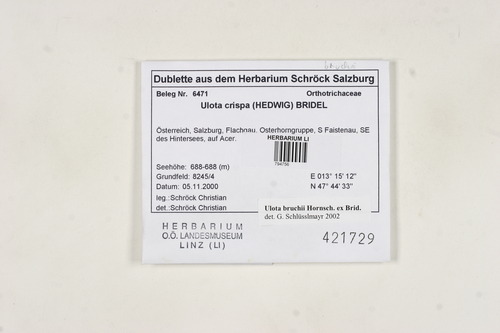 bruchii
Dublette aus dem Herbarium Schröck Salzburg
Beleg Nr. 6471 Orthotrichaceae
Ulota crispa (HEDWIG) BRIDEL
Österreich, Salzburg, Flachgau, Osterhorngruppe, S Faistenau, SE
des Hintersees, auf Acer.
HERBARIUM LI
Seehöhe: 688-688 (m) E 013° 15' 12"
Grundfeld: 8245/4 N 47° 44' 33"
Datum: 05.11.2000
leg.:Schröck Christian
det.:Schröck Christian
Ulota bruchii Hornsch. ex Brid.
det. G. Schlüsslmayr 2002
HERBARIUM
O.Ö. LANDESMUSEUM
LINZ (LI)
421729